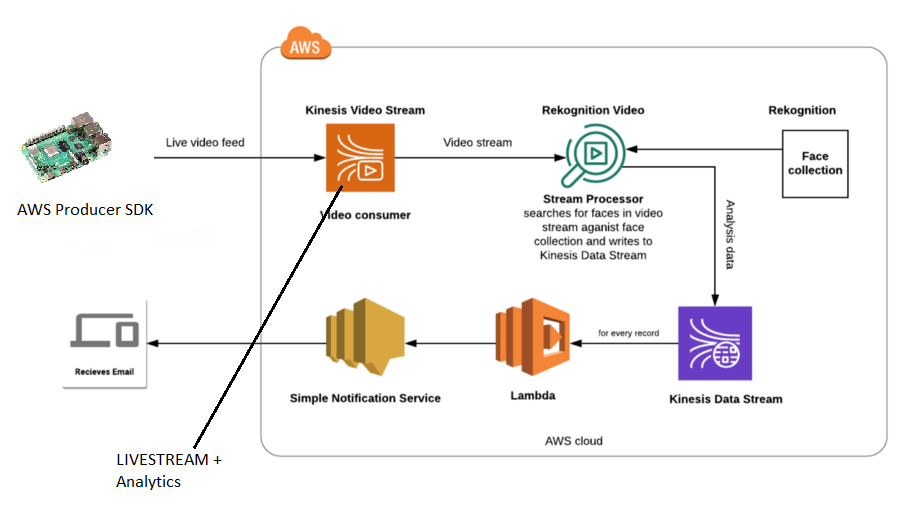 AWS
Kinesis Video Stream
Rekognition Video
Rekognition
Live video feed
Video stream
Face
collection
AWS Producer SDK
Video consumer
Stream Processor
searches for faces in video
stream aganist face
collection and writes to
Kinesis Data Stream
Analysis data
for every record
Recieves Email
Simple Notification Service
Lambda
Kinesis Data Stream
AWS cloud
LIVESTREAM +
Analytics